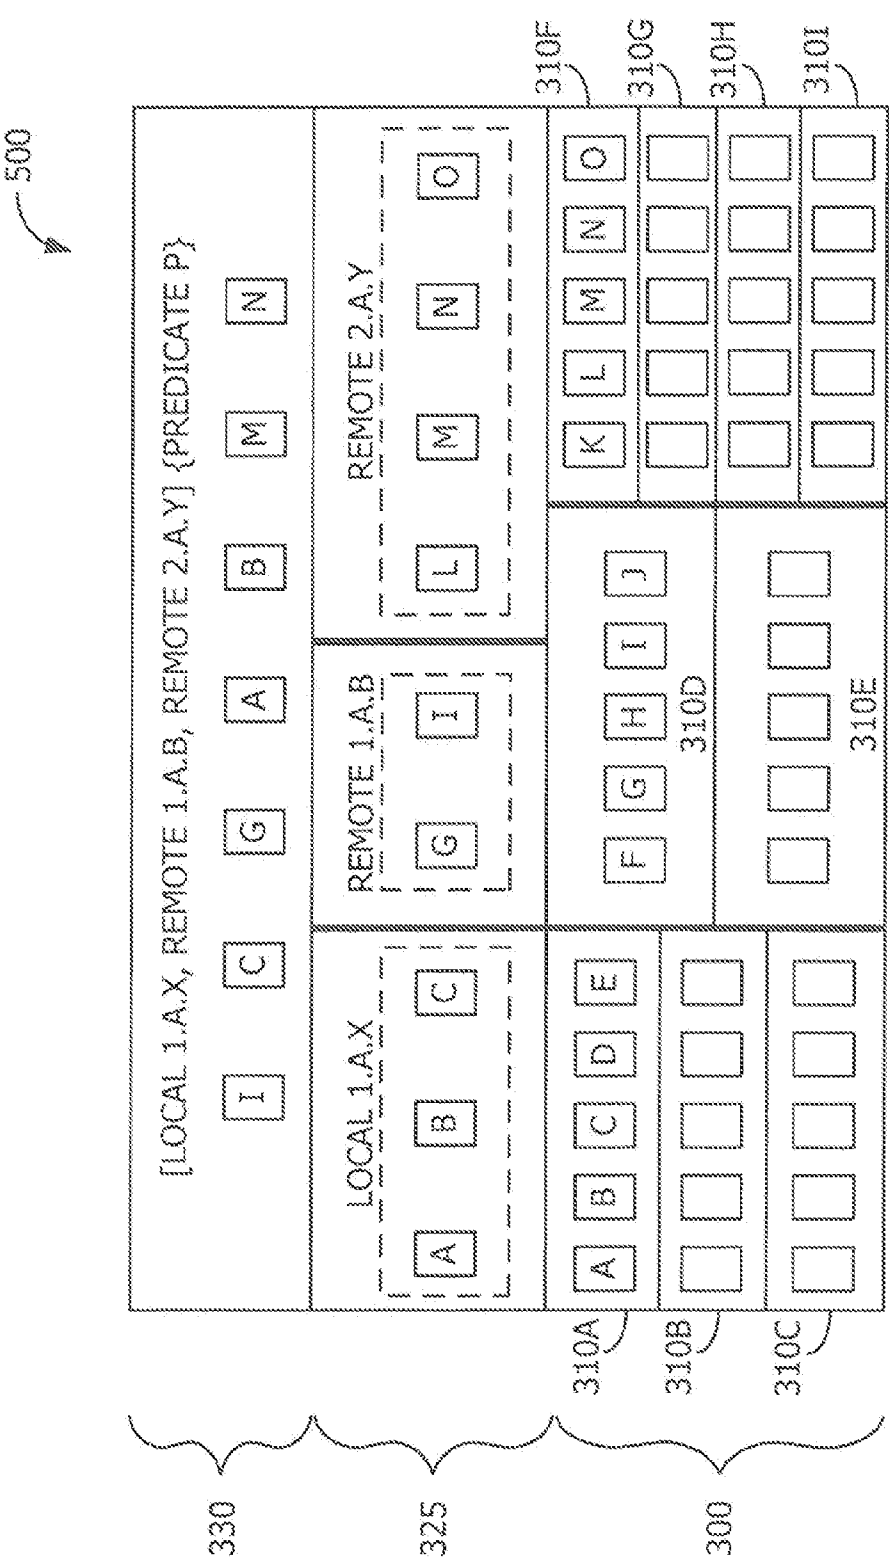 500
330
[LOCAL 1.A.X, REMOTE 1.A.B, REMOTE 2.A.Y] {PREDICATE P}
I C G A B M N
325
LOCAL 1.A.X REMOTE 1.A.B REMOTE 2.A.Y
A B C G I L M N O
300
310A A B C D E F G H I J K L M N O 310F
310D
310B 310G
310C 310E 310H
310I